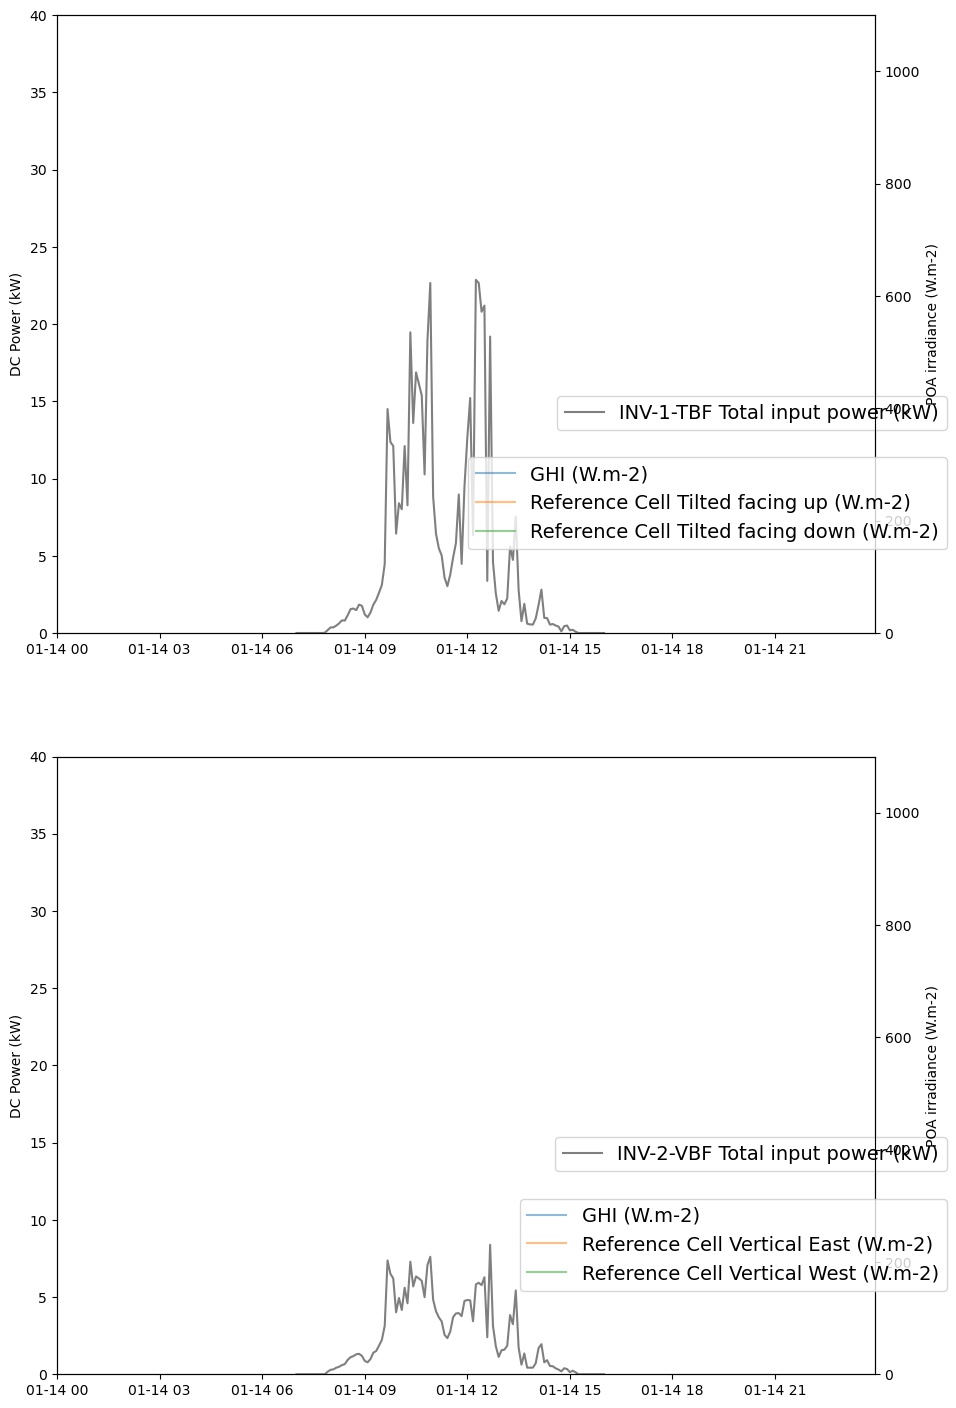 40
35
30
25
20
15
10
5
0
DC Power (kW)
1000
800
600
400
200
0
POA irradiance (W.m-2)
INV-1-TBF Total input power (kW)
GHI (W.m-2)
Reference Cell Tilted facing up (W.m-2)
Reference Cell Tilted facing down (W.m-2)
01-14 00 01-14 03 01-14 06 01-14 09 01-14 12 01-14 15 01-14 18 01-14 21
40
35
30
25
20
15
10
5
0
DC Power (kW)
1000
800
600
400
200
0
POA irradiance (W.m-2)
INV-2-VBF Total input power (kW)
GHI (W.m-2)
Reference Cell Vertical East (W.m-2)
Reference Cell Vertical West (W.m-2)
01-14 00 01-14 03 01-14 06 01-14 09 01-14 12 01-14 15 01-14 18 01-14 21